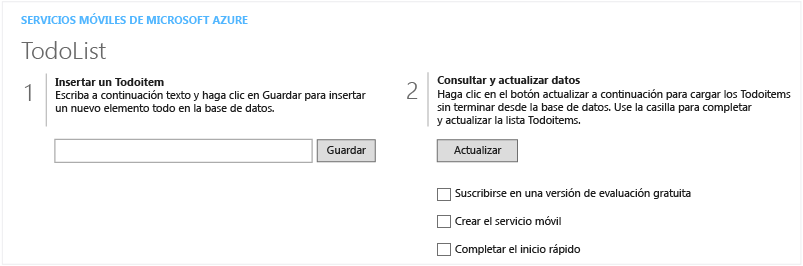 SERVICIOS MÓVILES DE MICROSOFT AZURE
TodoList
1
Insertar un Todoitem
Escriba a continuación texto y haga clic en Guardar para insertar
un nuevo elemento todo en la base de datos.
Guardar
2
Consultar y actualizar datos
Haga clic en el botón actualizar a continuación para cargar los Todoitems
sin terminar desde la base de datos. Use la casilla para completar
y actualizar la lista Todoitems.
Actualizar
Suscribirse en una versión de evaluación gratuita
Crear el servicio móvil
Completar el inicio rápido